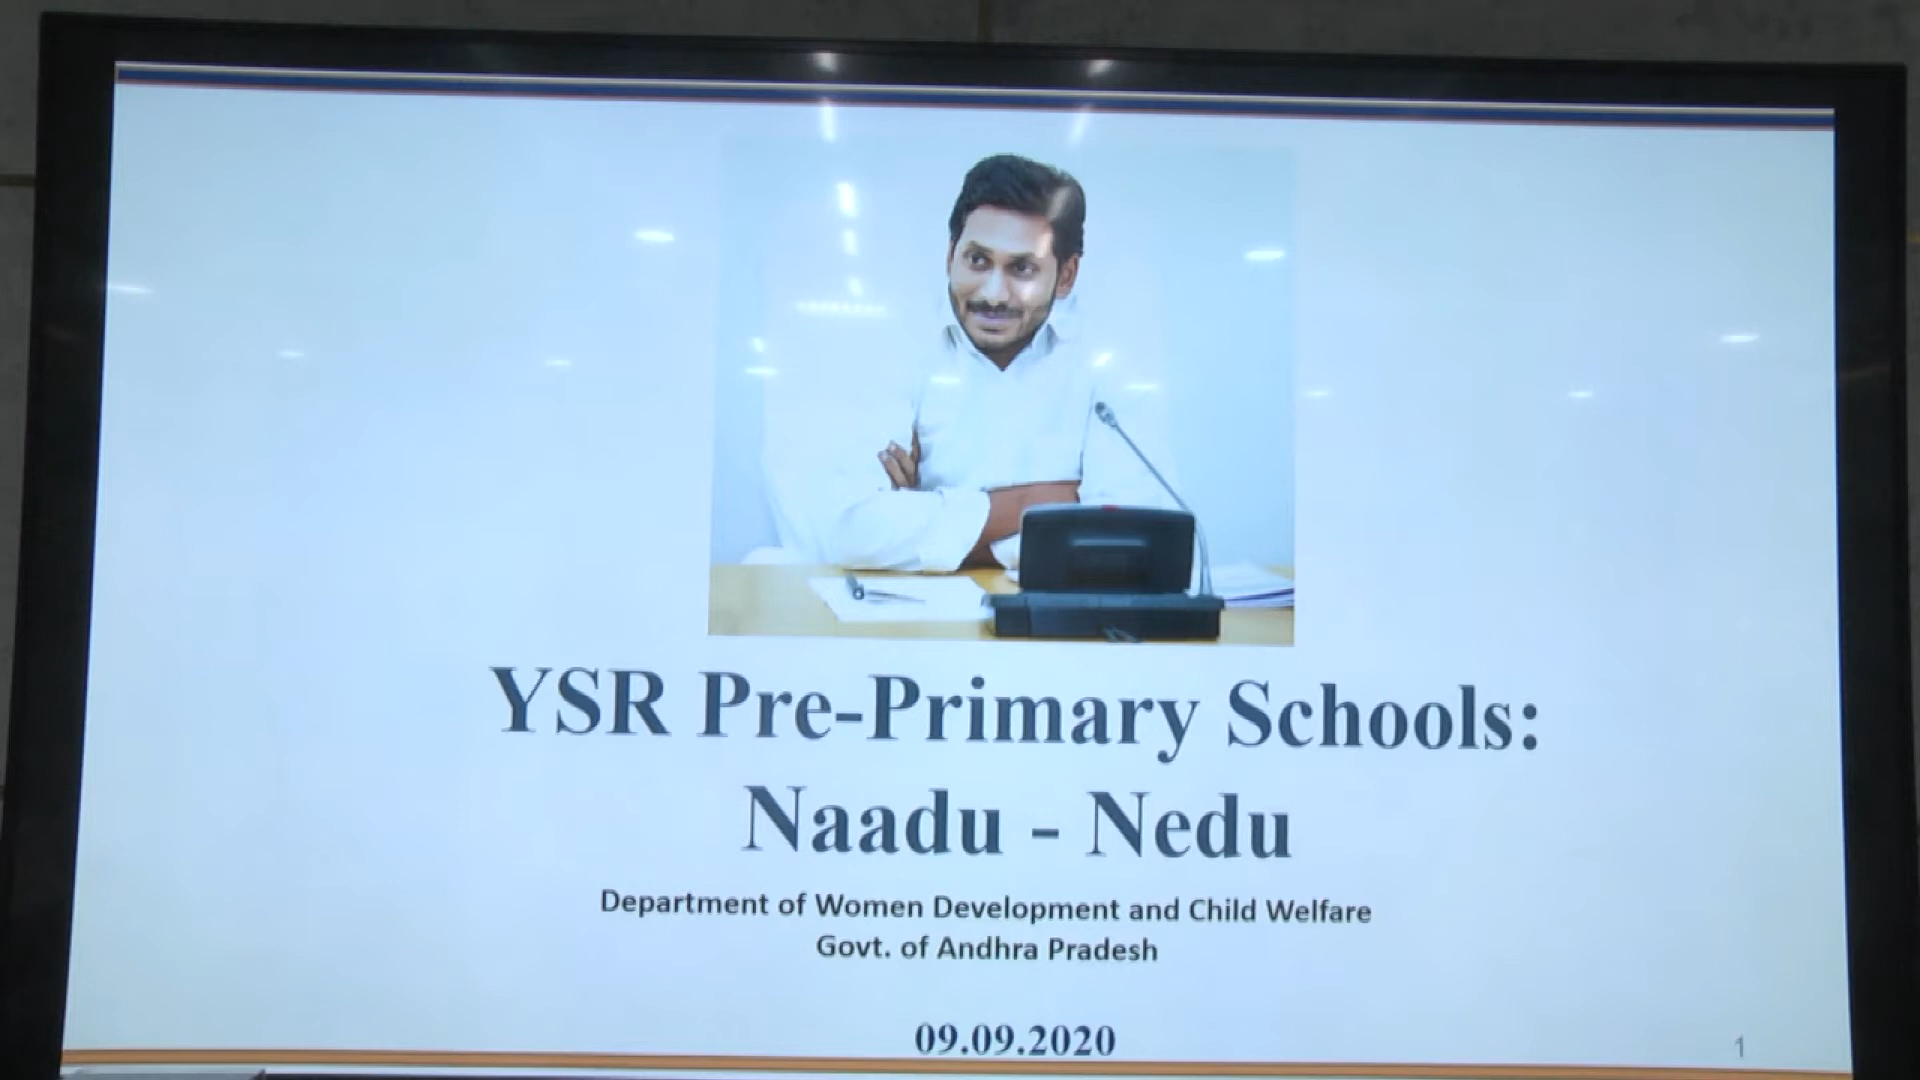 YSR Pre-Primary Schools:
Naadu - Nedu
Department of Women Development and Child Welfare
Govt. of Andhra Pradesh
09.09.2020
1